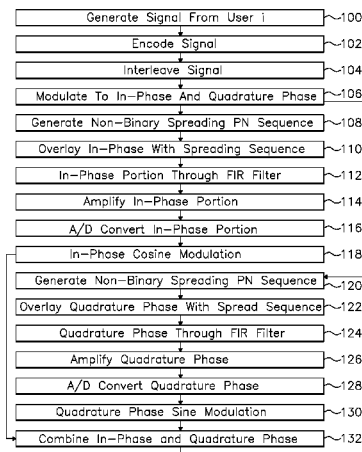 Generate Signal From User i 100
Encode Signal 102
Interleave Signal 104
Modulate To In-Phase And Quadrature Phase 106
Generate Non-Binary Spreading PN Sequence 108
Overlay In-Phase With Spreading Sequence 110
In-Phase Portion Through FIR Filter 112
Amplify In-Phase Portion 114
A/D Convert In-Phase Portion 116
In-Phase Cosine Modulation 118
Generate Non-Binary Spreading PN Sequence 120
Overlay Quadrature Phase With Spread Sequence 122
Quadrature Phase Through FIR Filter 124
Amplify Quadrature Phase 126
A/D Convert Quadrature Phase 128
Quadrature Phase Sine Modulation 130
Combine In-Phase and Quadrature Phase 132